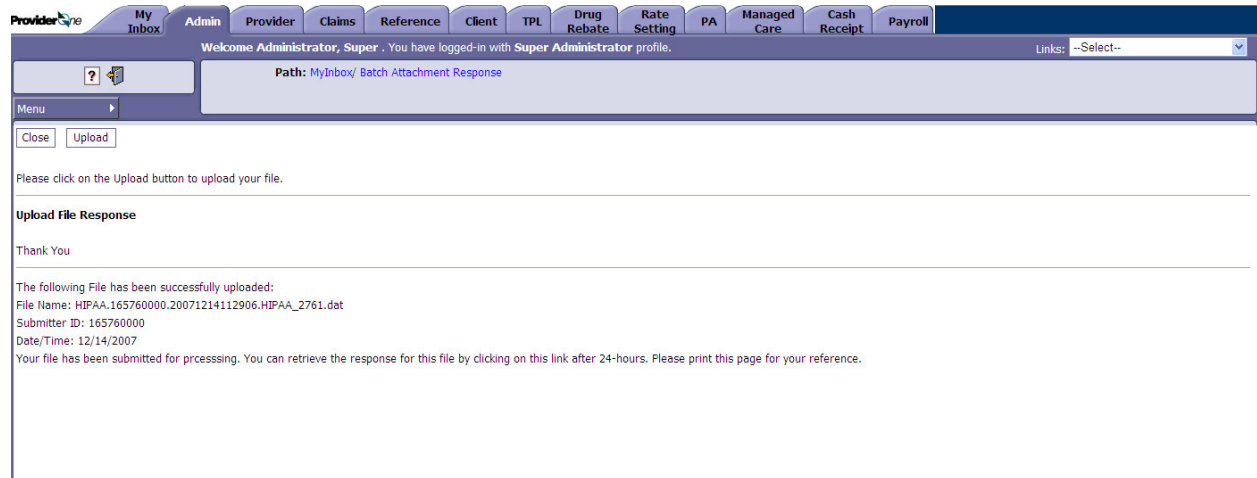 ProviderOne
My Inbox
Admin
Provider
Claims
Reference
Client
TPL
Drug Rebate
Rate Setting
PA
Managed Care
Cash Receipt
Payroll
Welcome Administrator, Super . You have logged-in with Super Administrator profile.
Links: --Select--
?
Path: MyInbox/ Batch Attachment Response
Menu
Close
Upload
Please click on the Upload button to upload your file.
Upload File Response
Thank You
The following File has been successfully uploaded:
File Name: HIPAA.165760000.20071214112906.HIPAA_2761.dat
Submitter ID: 165760000
Date/Time: 12/14/2007
Your file has been submitted for prcesssing. You can retrieve the response for this file by clicking on this link after 24-hours. Please print this page for your reference.